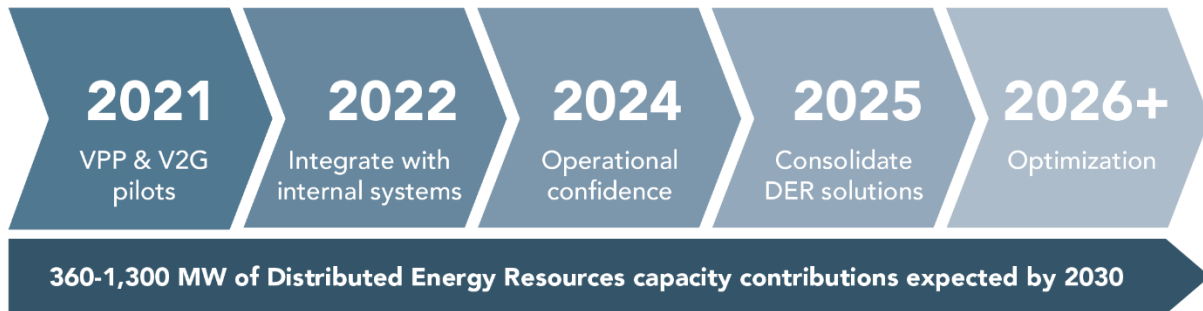 2021
VPP & V2G
pilots
2022
Integrate with
internal systems
2024
Operational
confidence
2025
Consolidate
DER solutions
2026+
Optimization
360-1,300 MW of Distributed Energy Resources capacity contributions expected by 2030